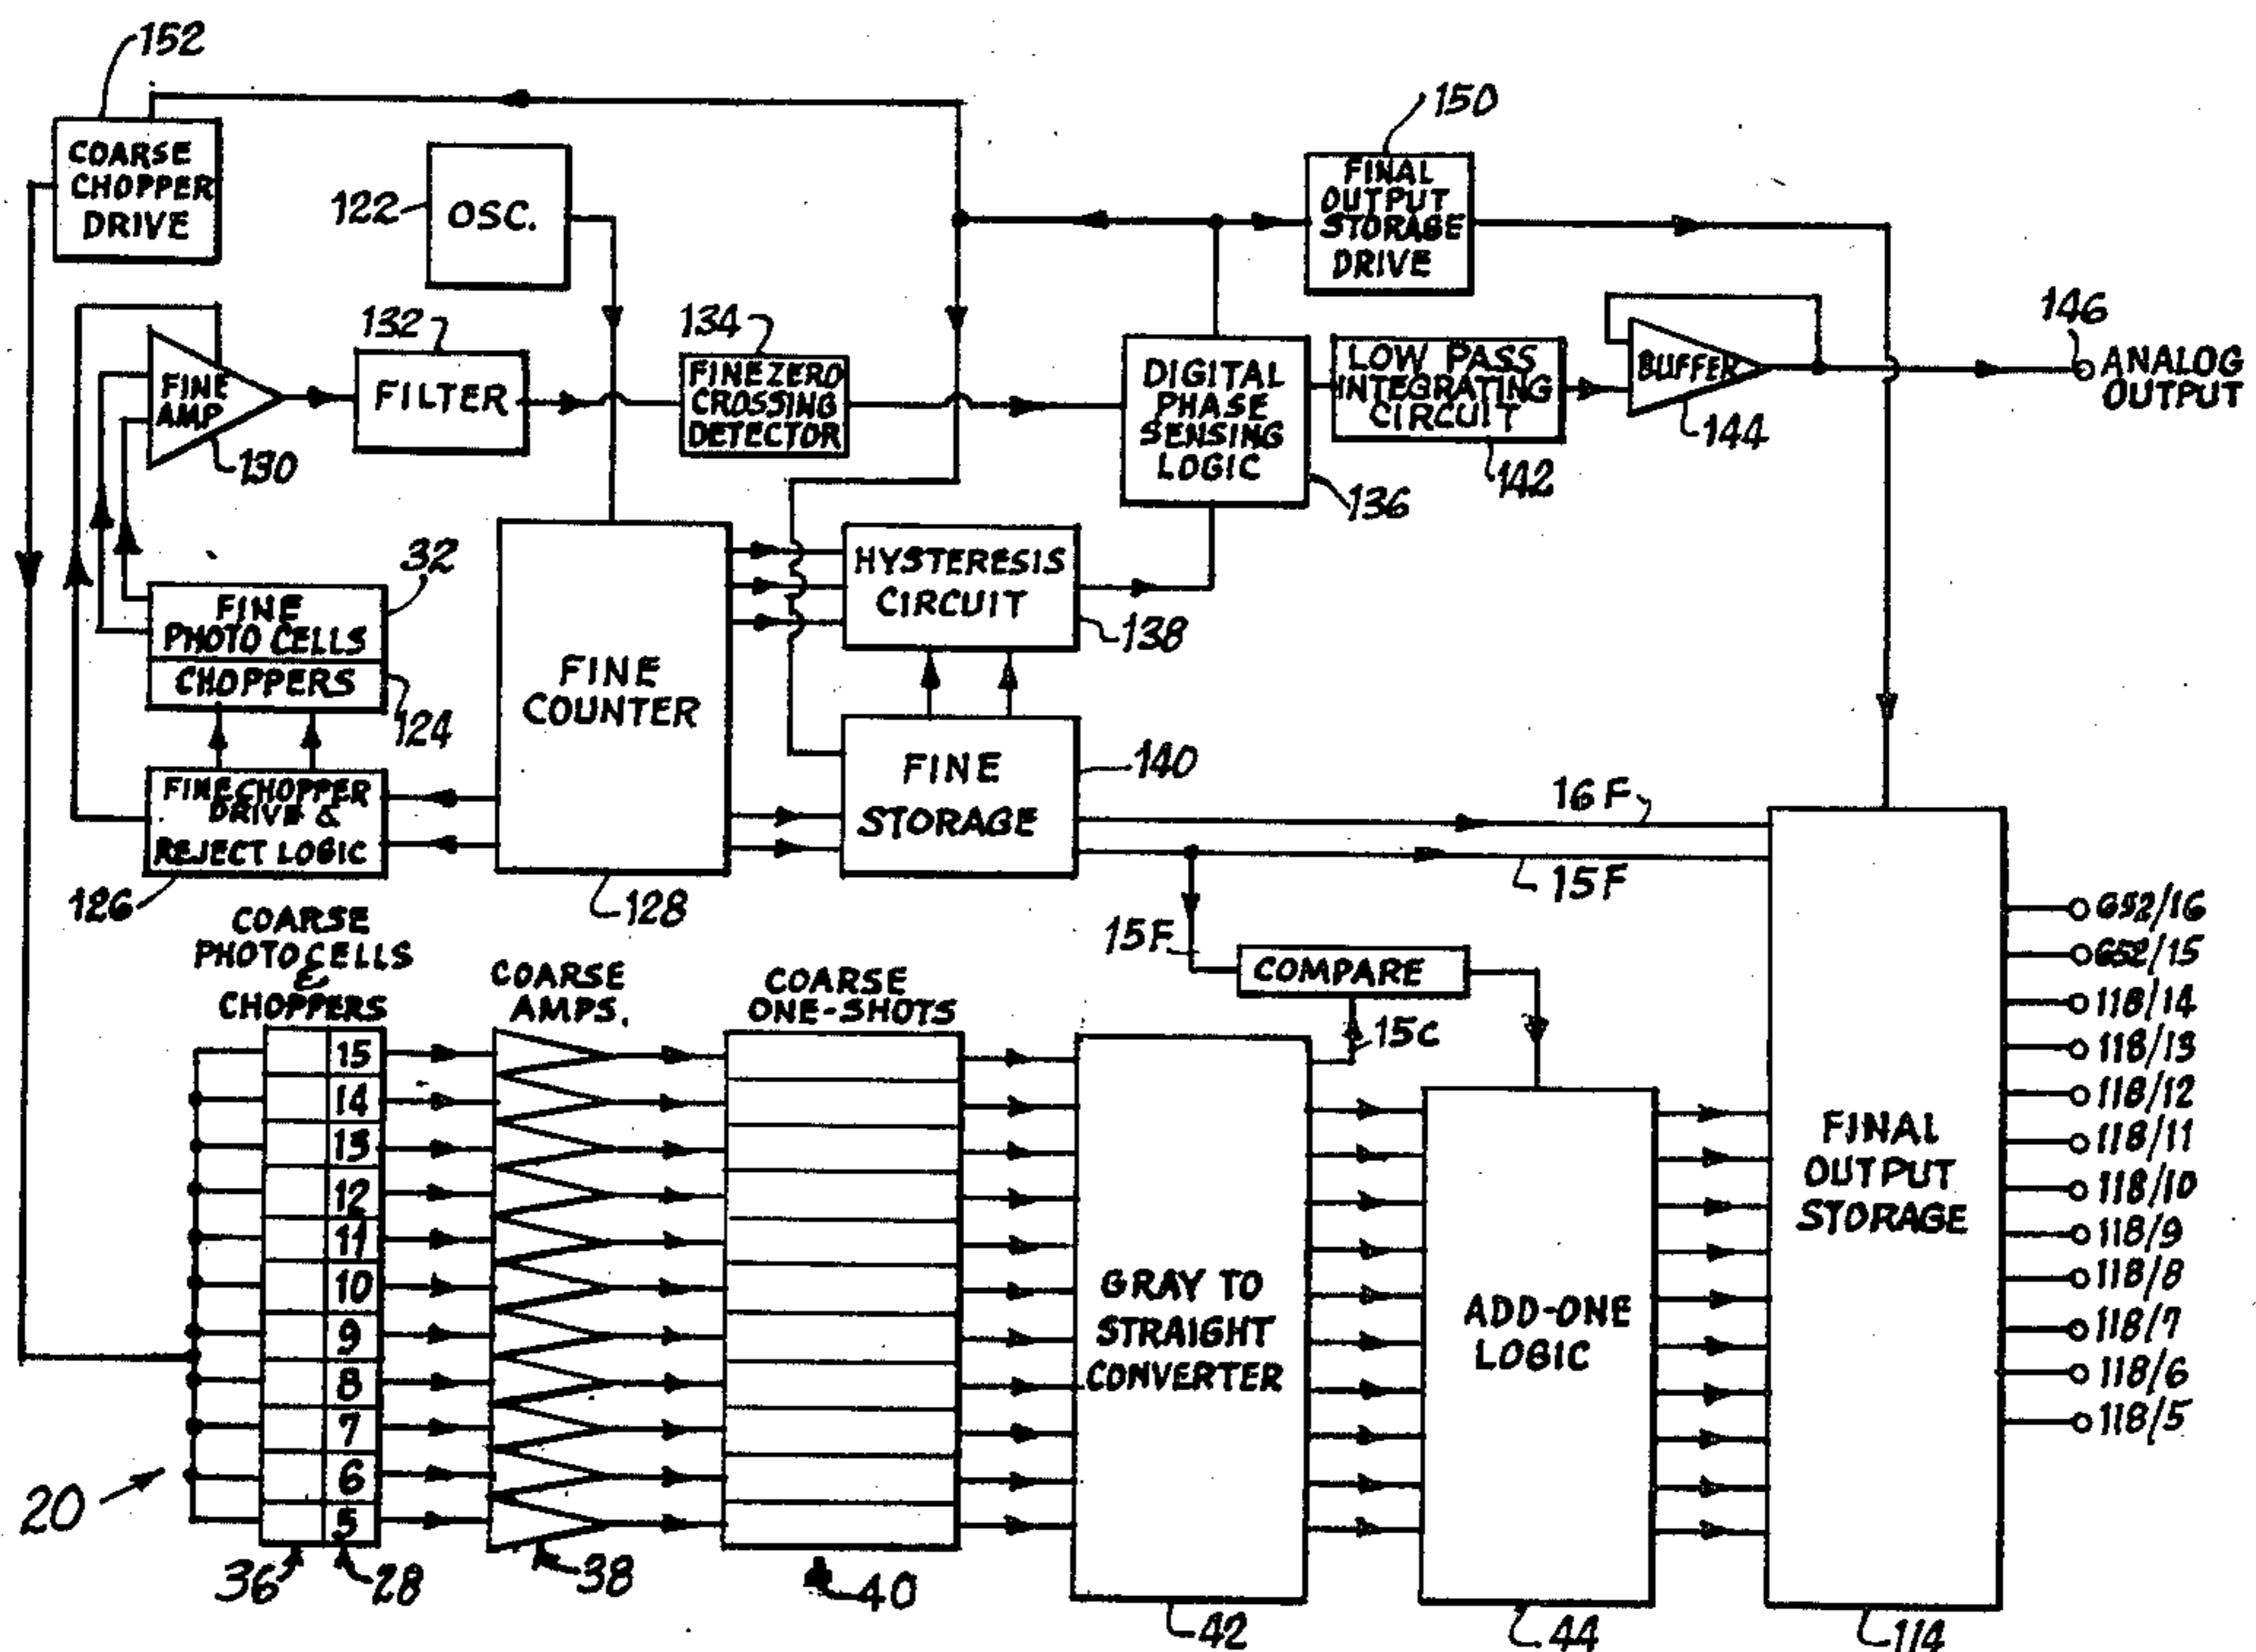 152
COARSE
CHOPPER
DRIVE
122
OSC.
150
FINAL
OUTPUT
STORAGE
DRIVE
132
134
146
FINE
AMP
130
FILTER
FINE ZERO
CROSSING
DETECTOR
DIGITAL
PHASE
SENSING
LOGIC
136
LOW PASS
INTEGRATING
CIRCUIT
142
BUFFER
144
ANALOG
OUTPUT
32
FINE
PHOTO CELLS
CHOPPERS
124
FINE
COUNTER
128
HYSTERESIS
CIRCUIT
138
FINE
STORAGE
140
FINE CHOPPER
DRIVE &
REJECT LOGIC
126
16F
15F
15F
COMPARE
15C
COARSE
PHOTOCELLS
&
CHOPPERS
COARSE
AMPS.
COARSE
ONE-SHOTS
15
14
13
12
11
10
9
8
7
6
5
GRAY TO
STRAIGHT
CONVERTER
ADD-ONE
LOGIC
FINAL
OUTPUT
STORAGE
G52/16
G52/15
118/14
118/13
118/12
118/11
118/10
118/9
118/8
118/7
118/6
118/5
20
36
28
38
40
42
44
114